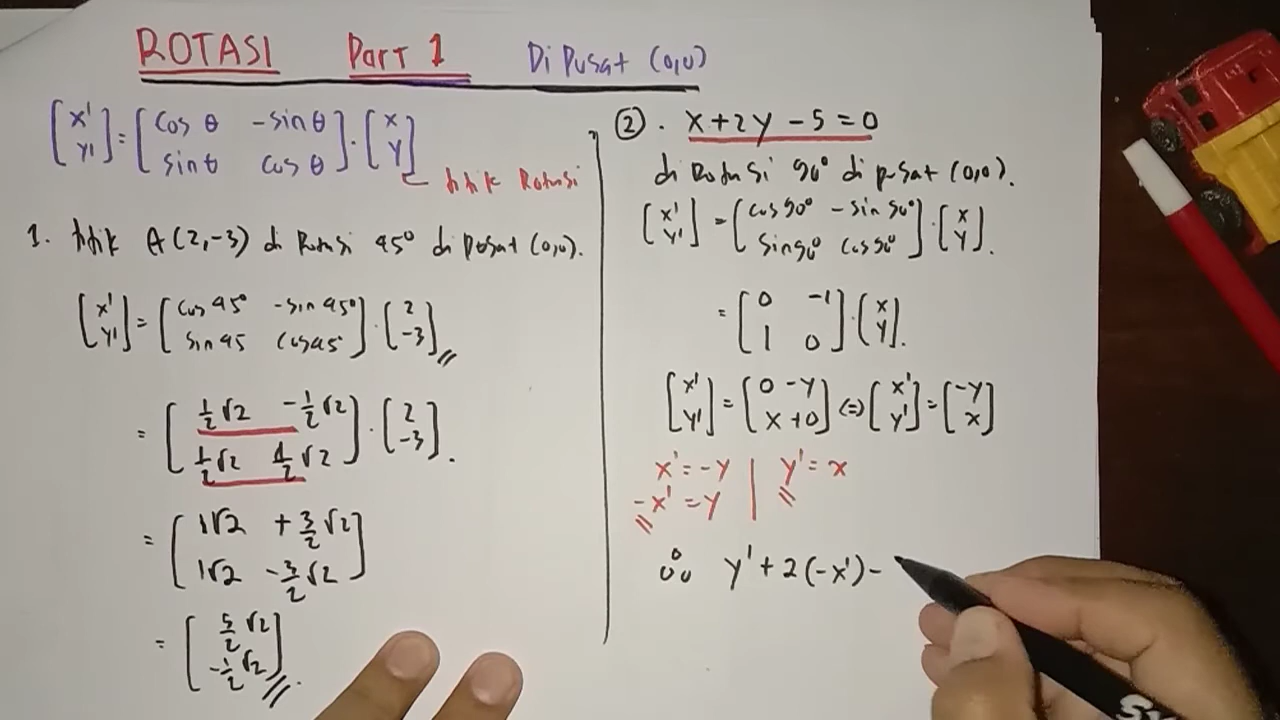 ROTASI Part 1 Di Pusat (0,0)
[x' y'] = [cos θ -sin θ sin θ cos θ] . [x y]
titik Rotasi
1. titik A(2,-3) di Rotasi 45° di Pusat (0,0).
[x' y'] = [cos 45° -sin 45° sin 45 cos 45] . [2 -3]
= [½√2 -½√2 ½√2 ½√2] . [2 -3].
= [1√2 + 3/2√2 1√2 - 3/2√2]
= [5/2√2 -½√2].
2. x+2y-5=0
di Rotasi 90° di pusat (0,0).
[x' y'] = [cos 90° -sin 90° sin 90° cos 90°] . [x y].
= [0 -1 1 0] . [x y].
[x' y'] = [0 -y x +0] ⇔ [x' y'] = [-y x]
x' = -y | y' = x
-x' = y
∴ y' + 2(-x') -